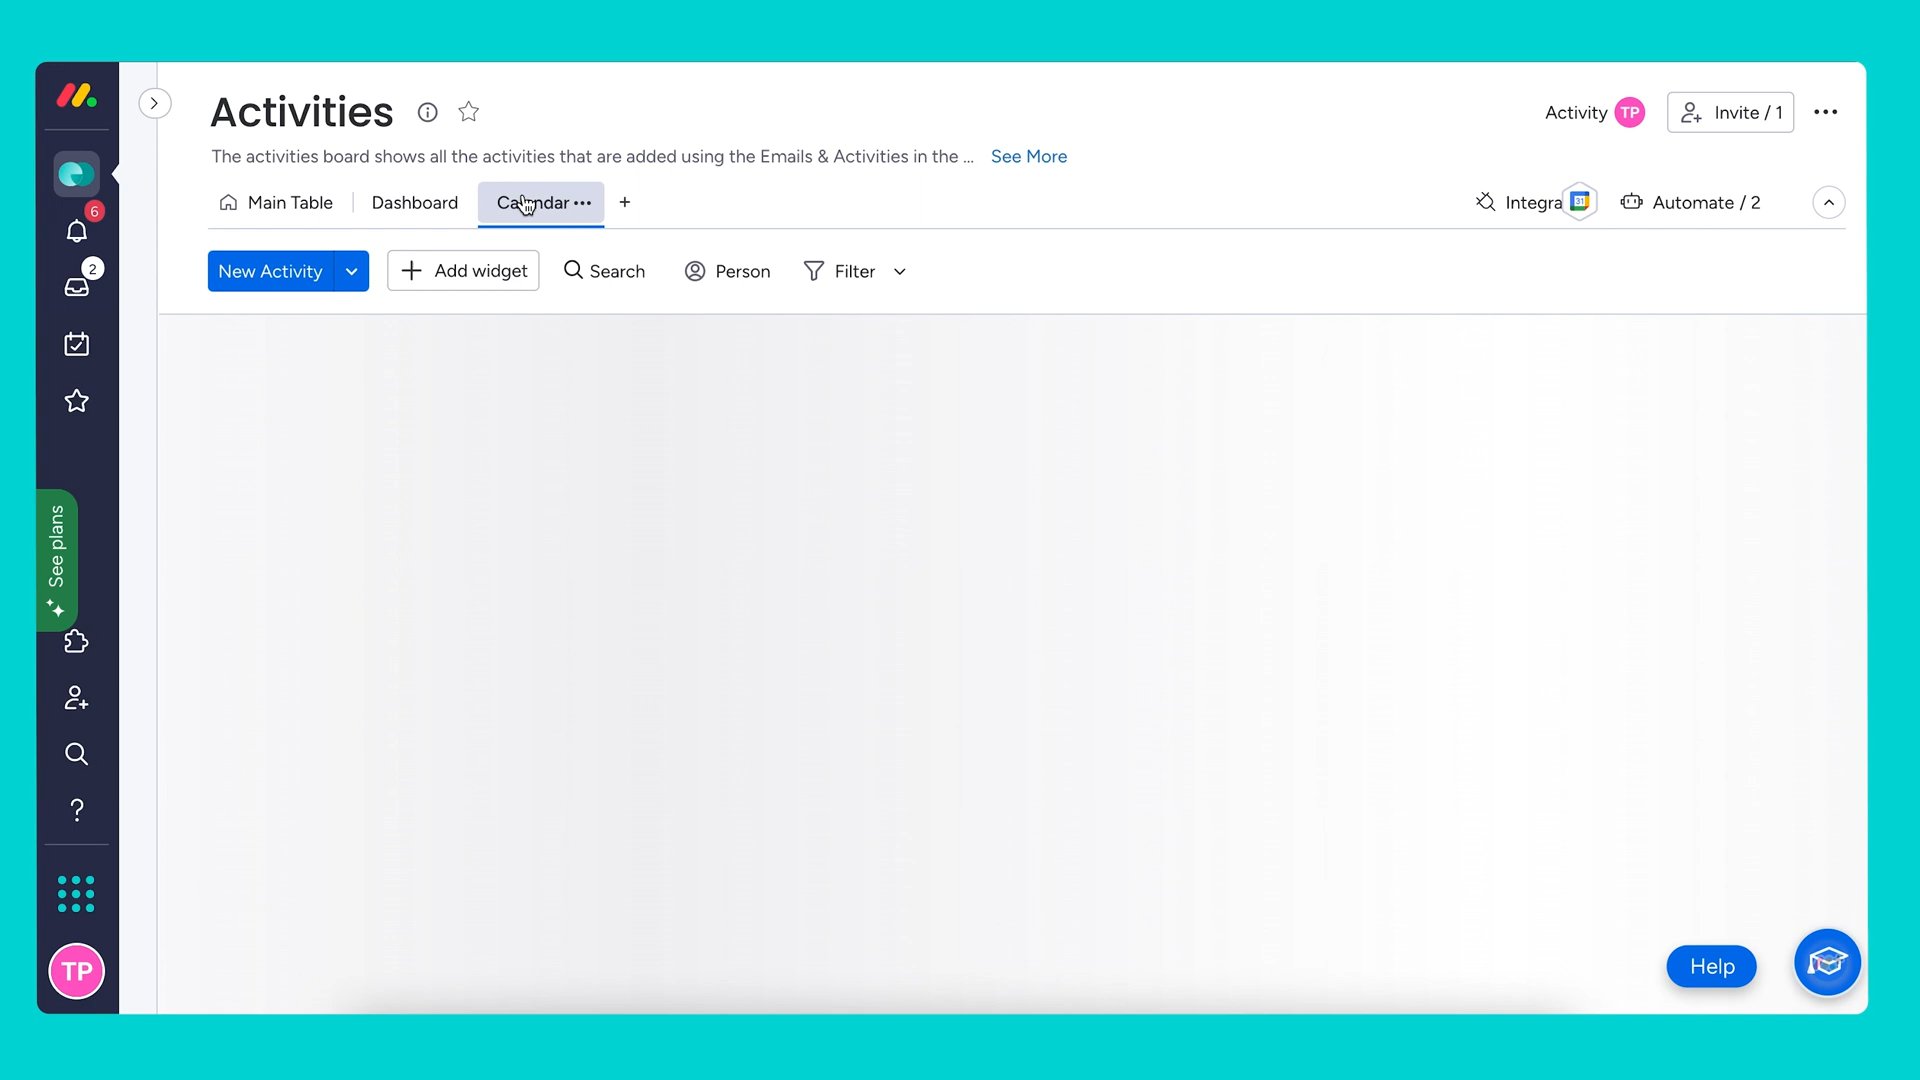 Activities
Activity TP Invite / 1
The activities board shows all the activities that are added using the Emails & Activities in the ... See More
Main Table Dashboard Calendar + Integra 31 Automate / 2
New Activity Add widget Search Person Filter
6
2
See plans
?
TP
Help